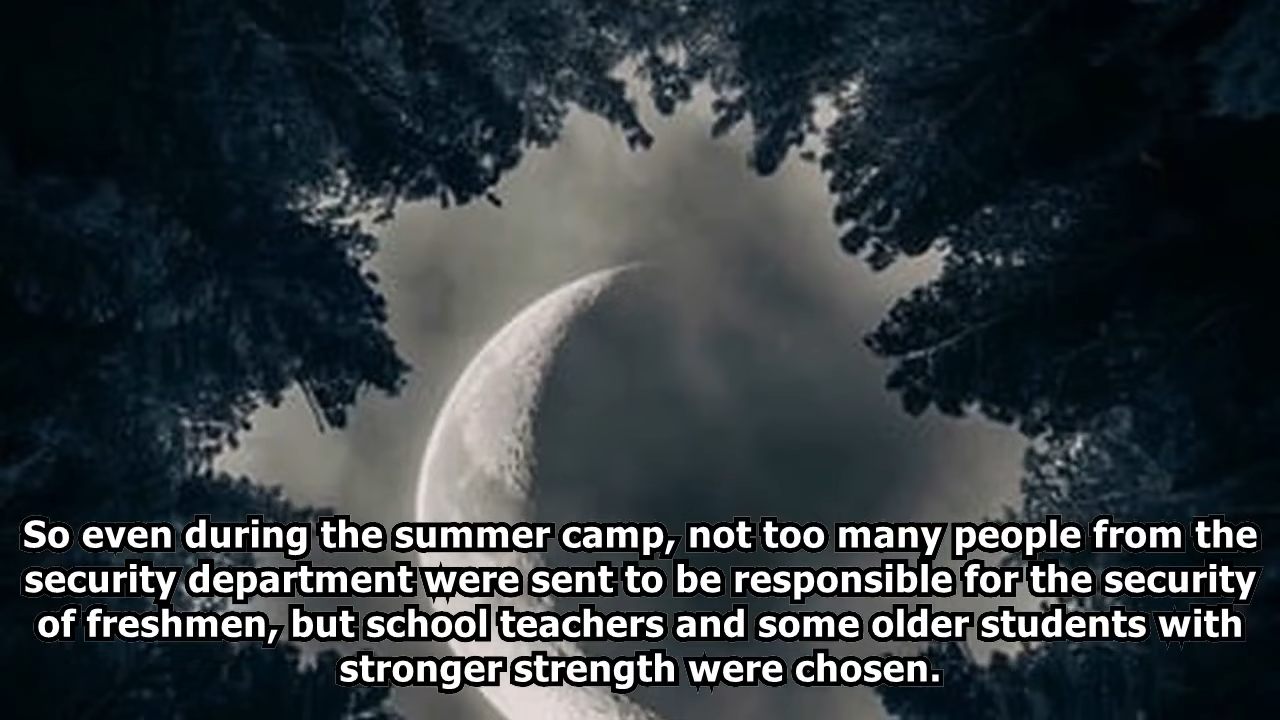 So even during the summer camp, not too many people from the
security department were sent to be responsible for the security
of freshmen, but school teachers and some older students with
stronger strength were chosen.